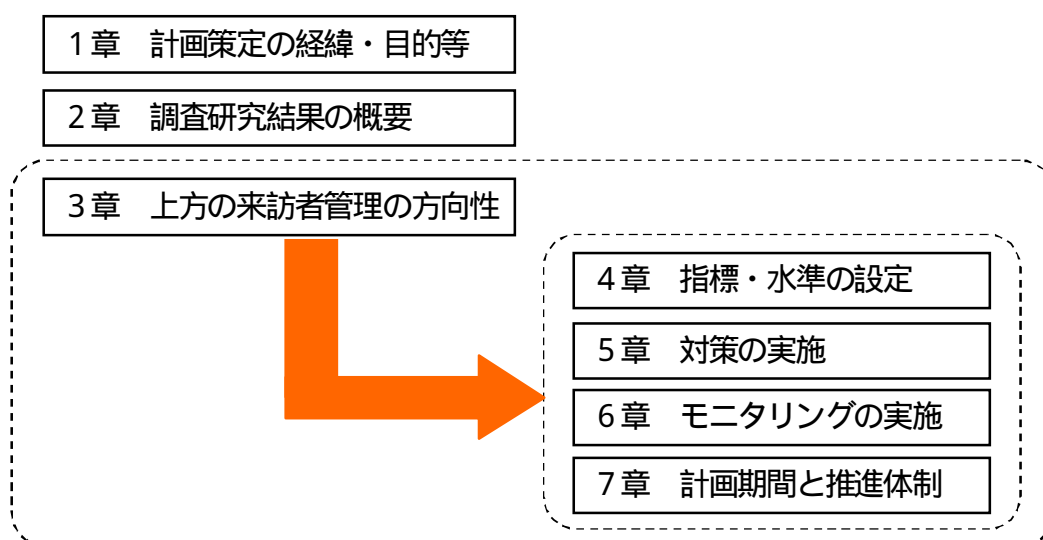 1章　計画策定の経緯・目的等
2章　調査研究結果の概要
3章　上方の来訪者管理の方向性
4章　指標・水準の設定
5章　対策の実施
6章　モニタリングの実施
7章　計画期間と推進体制